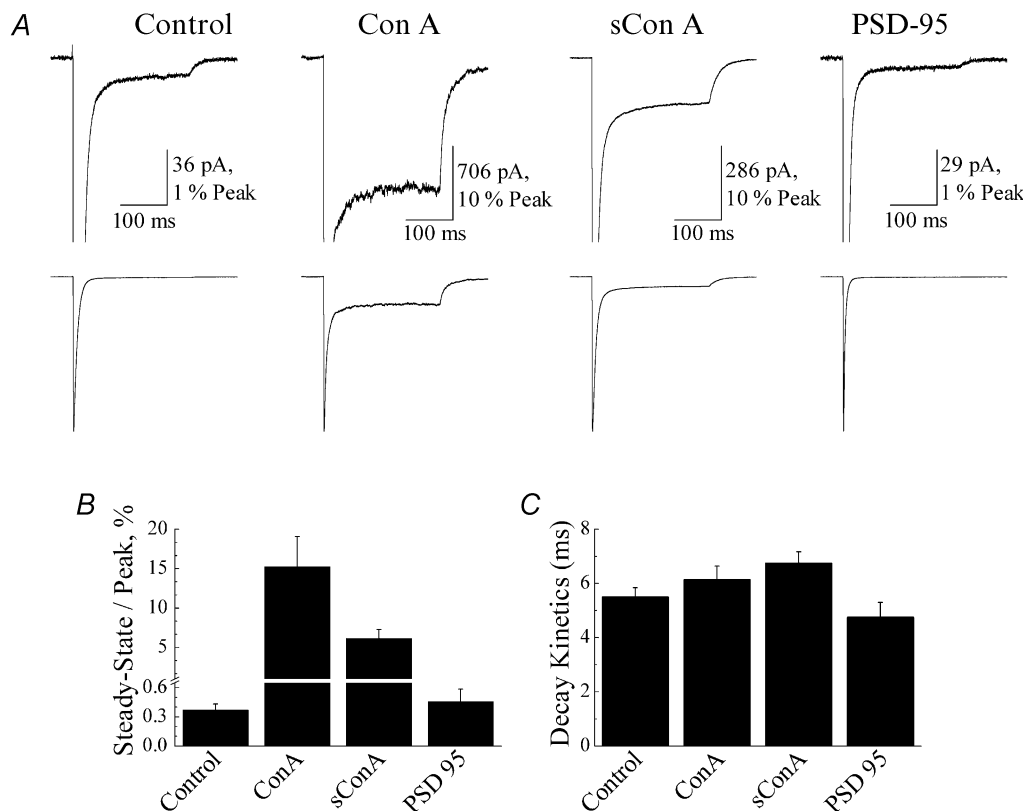 A
Control
Con A
sCon A
PSD-95
36 pA,
1 % Peak
100 ms
706 pA,
10 % Peak
100 ms
286 pA,
10 % Peak
100 ms
29 pA,
1 % Peak
100 ms
B
Steady-State / Peak, %
20
15
10
5
0.6
0.3
0.0
Control
ConA
sConA
PSD 95
C
Decay Kinetics (ms)
8
6
4
2
0
Control
ConA
sConA
PSD 95